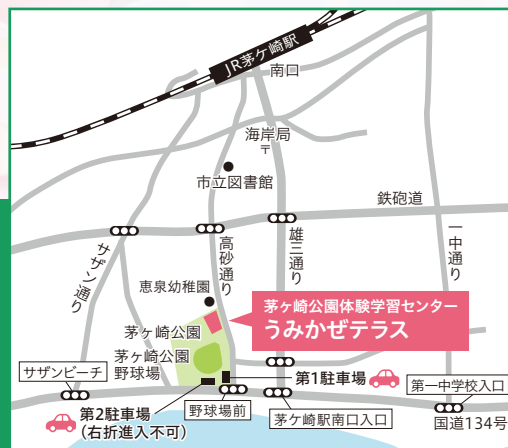 JR茅ケ崎駅
南口
海岸局
〒
市立図書館
鉄砲道
サザン通り
高砂通り
雄三通り
一中通り
恵泉幼稚園
茅ヶ崎公園体験学習センター
うみかぜテラス
茅ヶ崎公園
茅ヶ崎公園
野球場
サザンビーチ
第1駐車場
第一中学校入口
第2駐車場
(右折進入不可)
野球場前
茅ケ崎駅南口入口
国道134号